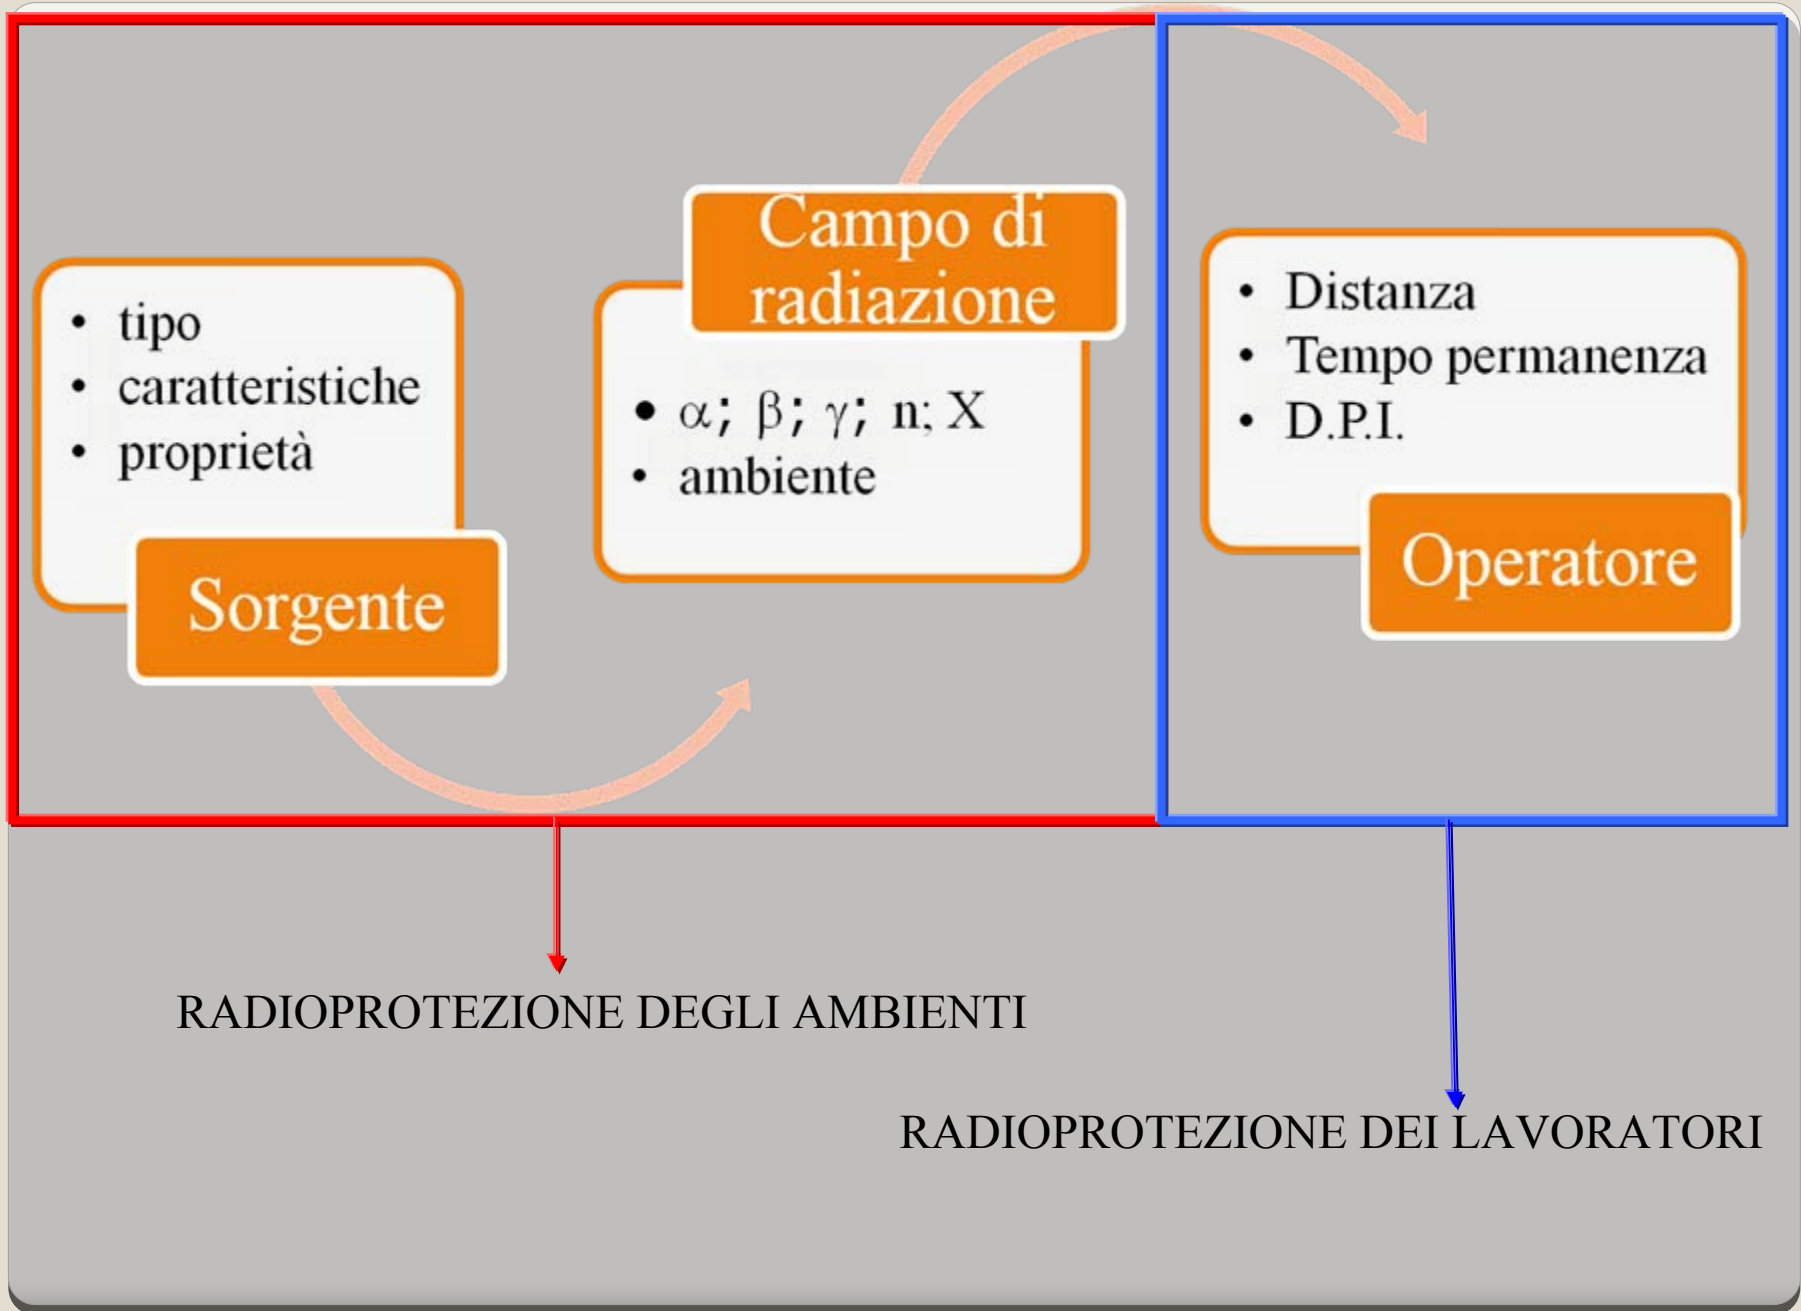 • tipo
• caratteristiche
• proprietà
Sorgente
Campo di
radiazione
• α; β; γ; n; X
• ambiente
• Distanza
• Tempo permanenza
• D.P.I.
Operatore
RADIOPROTEZIONE DEGLI AMBIENTI
RADIOPROTEZIONE DEI LAVORATORI